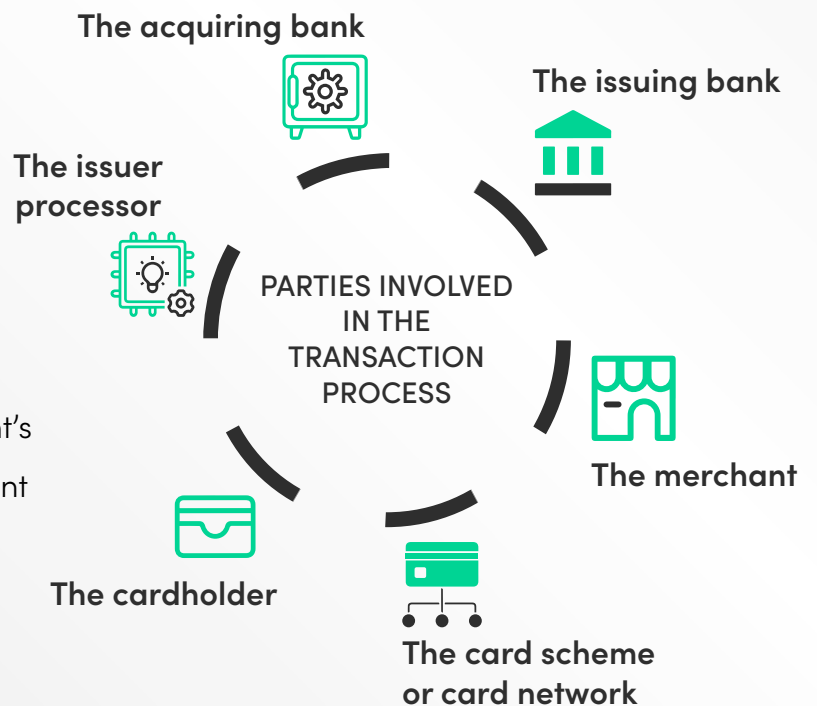 The acquiring bank
The issuing bank
The issuer
processor
PARTIES INVOLVED
IN THE
TRANSACTION
PROCESS
The merchant
The cardholder
The card scheme
or card network